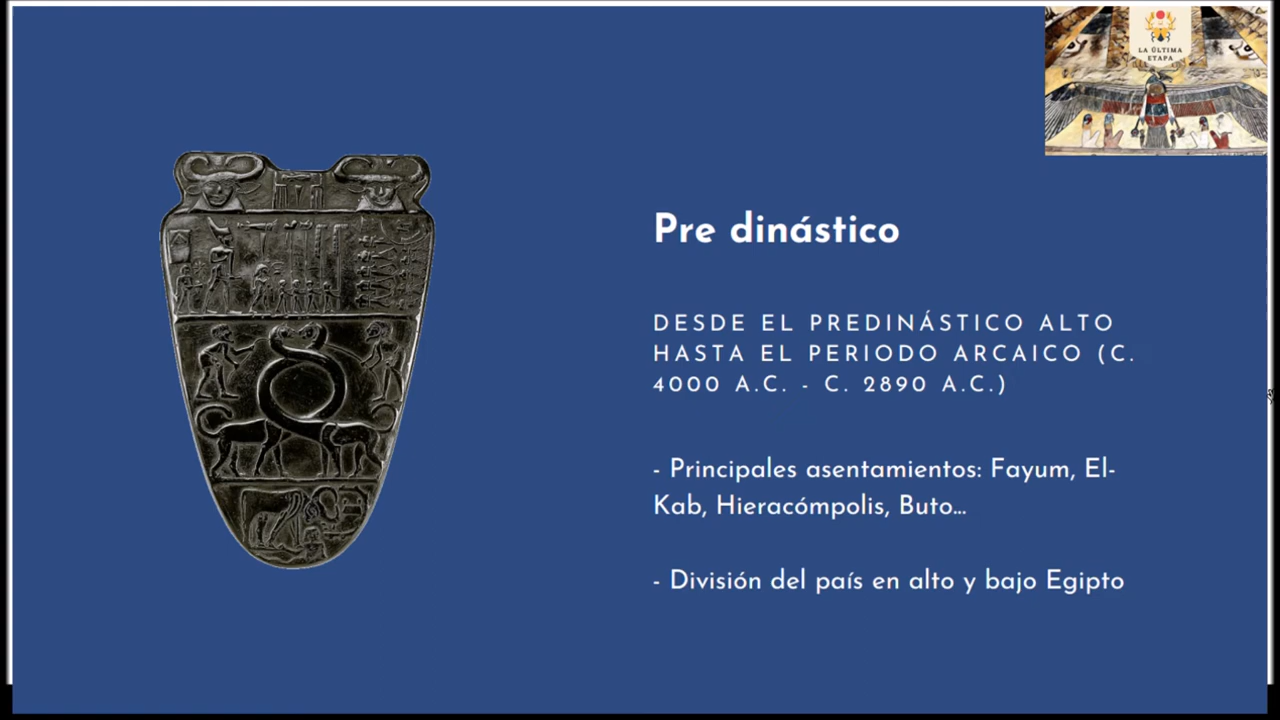 LA ÚLTIMA
ETAPA
Pre dinástico
DESDE EL PREDINÁSTICO ALTO
HASTA EL PERIODO ARCAICO (C.
4000 A.C. - C. 2890 A.C.)
- Principales asentamientos: Fayum, El-
Kab, Hieracómpolis, Buto...
- División del país en alto y bajo Egipto